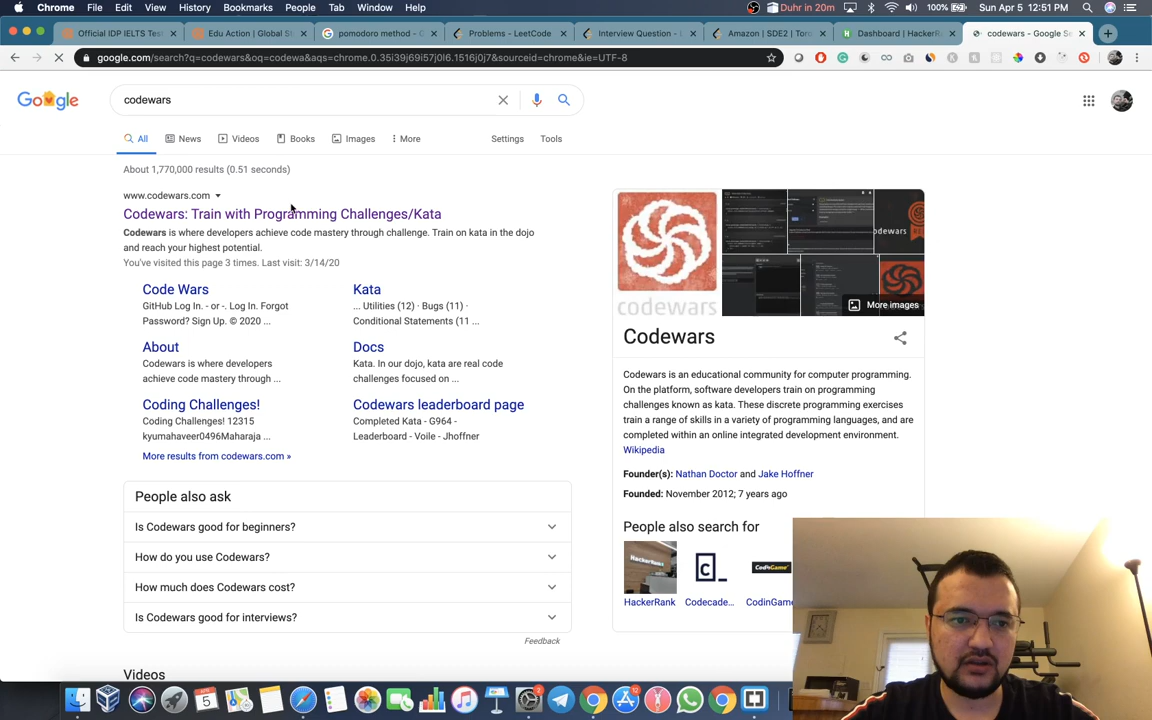 Chrome File Edit View History Bookmarks People Tab Window Help Duhr in 20m 100% Sun Apr 5 12:51 PM
Official IDP IELTS Tes Edu Action | Global S pomodoro method - G Problems - LeetCode Interview Question - L Amazon | SDE2 | Toro Dashboard | HackerRa codewars - Google Se
google.com/search?q=codewars&oq=codewa&aqs=chrome.0.35i39j69i57j0l6.1516j0j7&sourceid=chrome&ie=UTF-8
Google codewars
All News Videos Books Images More Settings Tools
About 1,770,000 results (0.51 seconds)
www.codewars.com
Codewars: Train with Programming Challenges/Kata
Codewars is where developers achieve code mastery through challenge. Train on kata in the dojo
and reach your highest potential.
You've visited this page 3 times. Last visit: 3/14/20
Code Wars
GitHub Log In. - or -. Log In. Forgot
Password? Sign Up. © 2020 ...
Kata
... Utilities (12) · Bugs (11) ·
Conditional Statements (11 ...
About
Codewars is where developers
achieve code mastery through ...
Docs
Kata. In our dojo, kata are real code
challenges focused on ...
Coding Challenges!
Coding Challenges! 12315
kyumahaveer0496Maharaja ...
Codewars leaderboard page
Completed Kata - G964 -
Leaderboard - Voile - Jhoffner
More results from codewars.com »
People also ask
Is Codewars good for beginners?
How do you use Codewars?
How much does Codewars cost?
Is Codewars good for interviews?
Feedback
Videos
codewars
codewars
More images
Codewars
Codewars is an educational community for computer programming.
On the platform, software developers train on programming
challenges known as kata. These discrete programming exercises
train a range of skills in a variety of programming languages, and are
completed within an online integrated development environment.
Wikipedia
Founder(s): Nathan Doctor and Jake Hoffner
Founded: November 2012; 7 years ago
People also search for
HackerRank Codecade... CodinGame